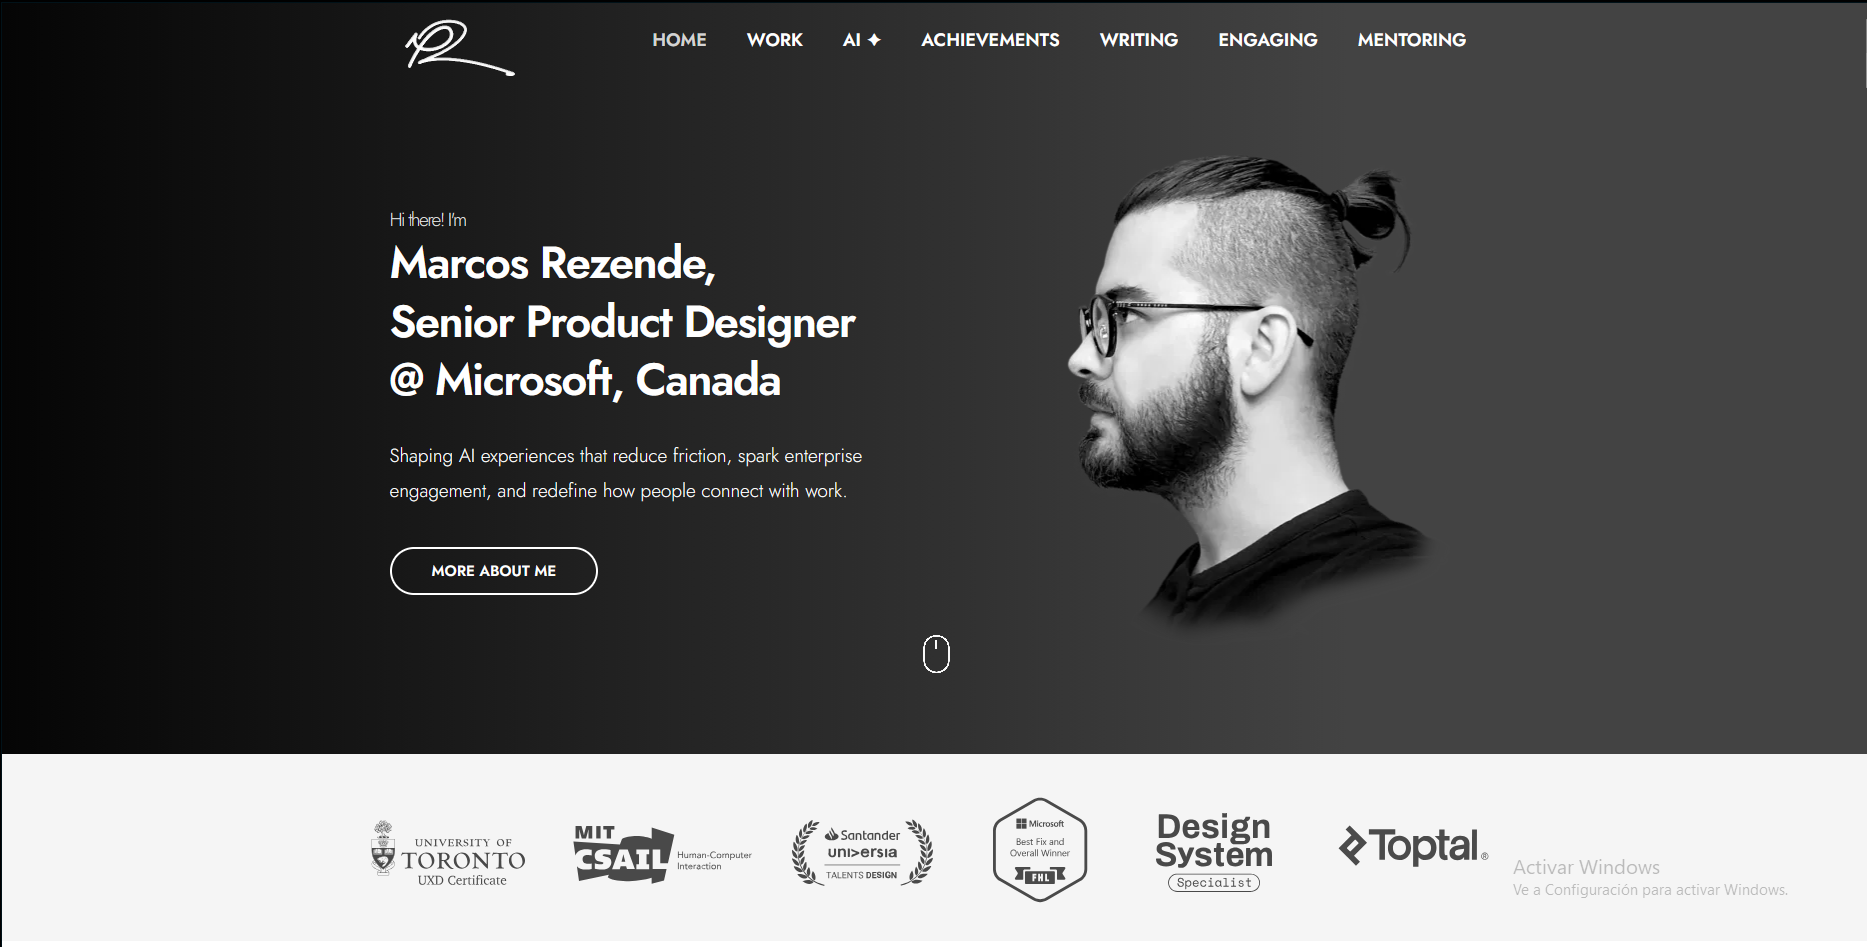 HOME WORK AI ✦ ACHIEVEMENTS WRITING ENGAGING MENTORING
Hi there! I'm
Marcos Rezende,
Senior Product Designer
@ Microsoft, Canada
Shaping AI experiences that reduce friction, spark enterprise
engagement, and redefine how people connect with work.
MORE ABOUT ME
UNIVERSITY OF
TORONTO
UXD Certificate
MIT
CSAIL
Human-Computer
Interaction
Santander
universia
TALENTS DESIGN
Microsoft
Best Fix and
Overall Winner
FHL
Design
System
Specialist
Toptal®
Activar Windows
Ve a Configuración para activar Windows.